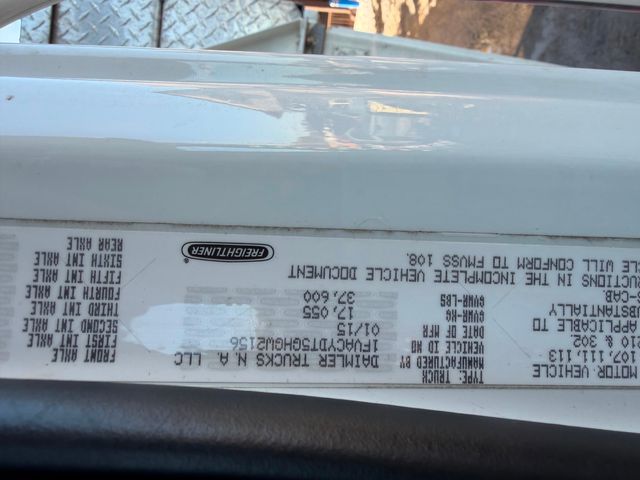 MOTOR VEHICLE
107, 111, 113
210 & 302
APPLICABLE TO
SUBSTANTIALLY
-CAB
RUCTIONS IN THE INCOMPLETE VEHICLE DOCUMENT
CLE WILL CONFORM TO FMVSS 108.
TYPE: TRUCK
MANUFACTURED BY DAIMLER TRUCKS N.A. LLC
VEHICLE ID NO 1FVACYDT5GHGW2156
DATE OF MFR 01/15
GVWR-KG 17,055
GVWR-LBS 37,600
FREIGHTLINER®
FRONT AXLE
FIRST INT AXLE
SECOND INT AXLE
THIRD INT AXLE
FOURTH INT AXLE
FIFTH INT AXLE
SIXTH INT AXLE
REAR AXLE